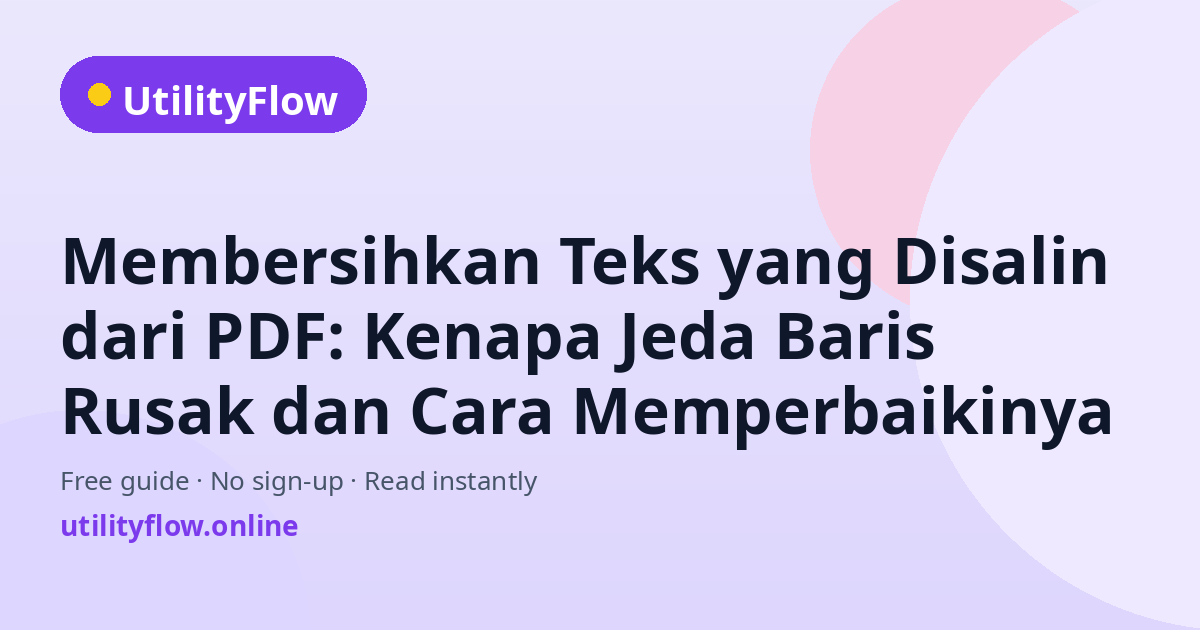 UtilityFlow
Membersihkan Teks yang Disalin
dari PDF: Kenapa Jeda Baris
Rusak dan Cara Memperbaikinya
Free guide · No sign-up · Read instantly
utilityflow.online